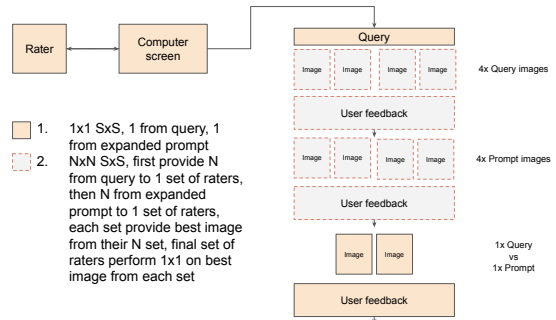 Rater
Computer
screen
Query
Image Image Image Image
4x Query images
User feedback
Image Image Image Image
4x Prompt images
User feedback
Image Image
1x Query
vs
1x Prompt
User feedback
1. 1x1 SxS, 1 from query, 1
from expanded prompt
2. NxN SxS, first provide N
from query to 1 set of raters,
then N from expanded
prompt to 1 set of raters,
each set provide best image
from their N set, final set of
raters perform 1x1 on best
image from each set